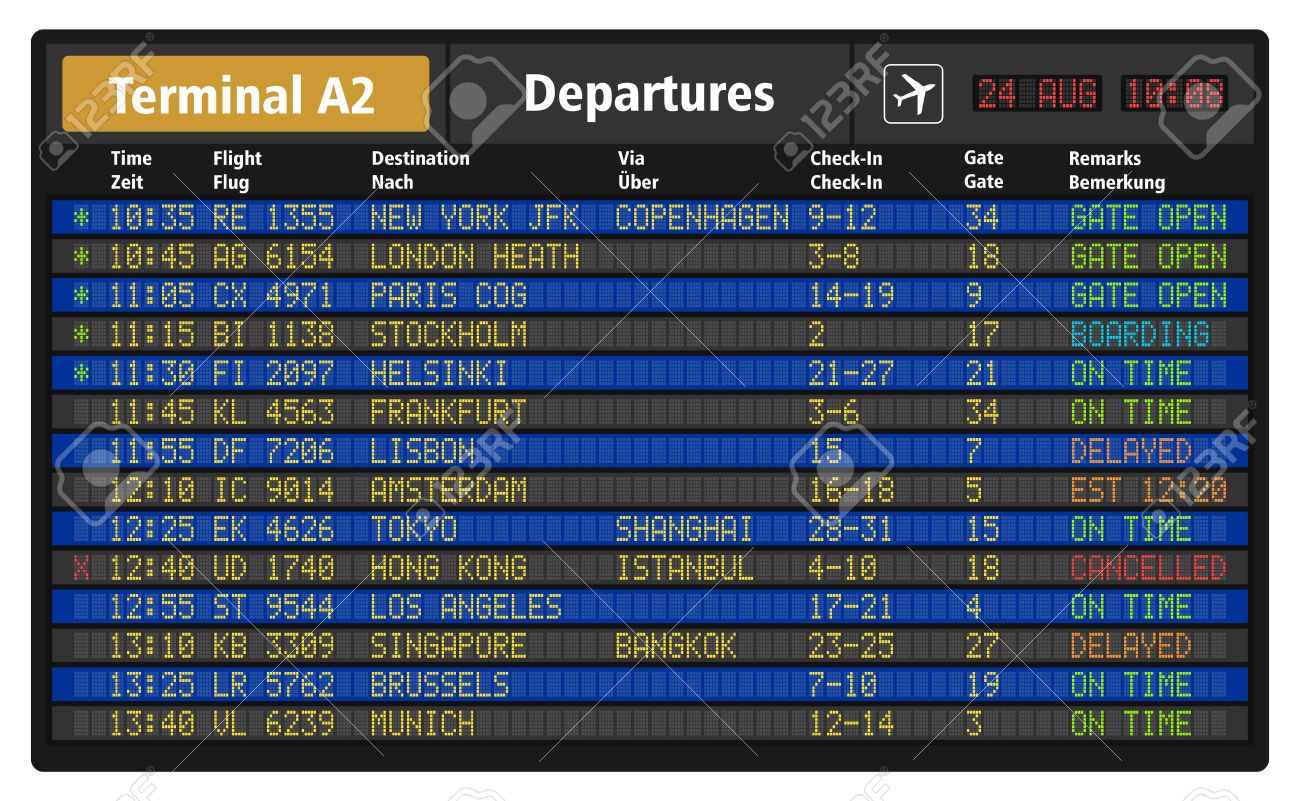 Terminal A2 Departures 24 AUG 10:08
Time Flight Destination Via Check-In Gate Remarks
Zeit Flug Nach Über Check-In Gate Bemerkung
* 10:35 RE 1355 NEW YORK JFK COPENHAGEN 9-12 34 GATE OPEN
* 10:45 AG 6154 LONDON HEATH 3-8 18 GATE OPEN
* 11:05 CX 4971 PARIS COG 14-19 9 GATE OPEN
* 11:15 BI 1138 STOCKHOLM 2 17 BOARDING
* 11:30 FI 2097 HELSINKI 21-27 21 ON TIME
11:45 KL 4563 FRANKFURT 3-6 34 ON TIME
11:55 DF 7206 LISBON 15 7 DELAYED
12:10 IC 9014 AMSTERDAM 16-18 5 EST 12:20
12:25 EK 4626 TOKYO SHANGHAI 28-31 15 ON TIME
X 12:40 UD 1740 HONG KONG ISTANBUL 4-10 18 CANCELLED
12:55 ST 9544 LOS ANGELES 17-21 4 ON TIME
13:10 KB 3309 SINGAPORE BANGKOK 23-25 27 DELAYED
13:25 LR 5762 BRUSSELS 7-10 19 ON TIME
13:40 VL 6239 MUNICH 12-14 3 ON TIME
123RF
123RF
123RF
123RF
123RF
123RF